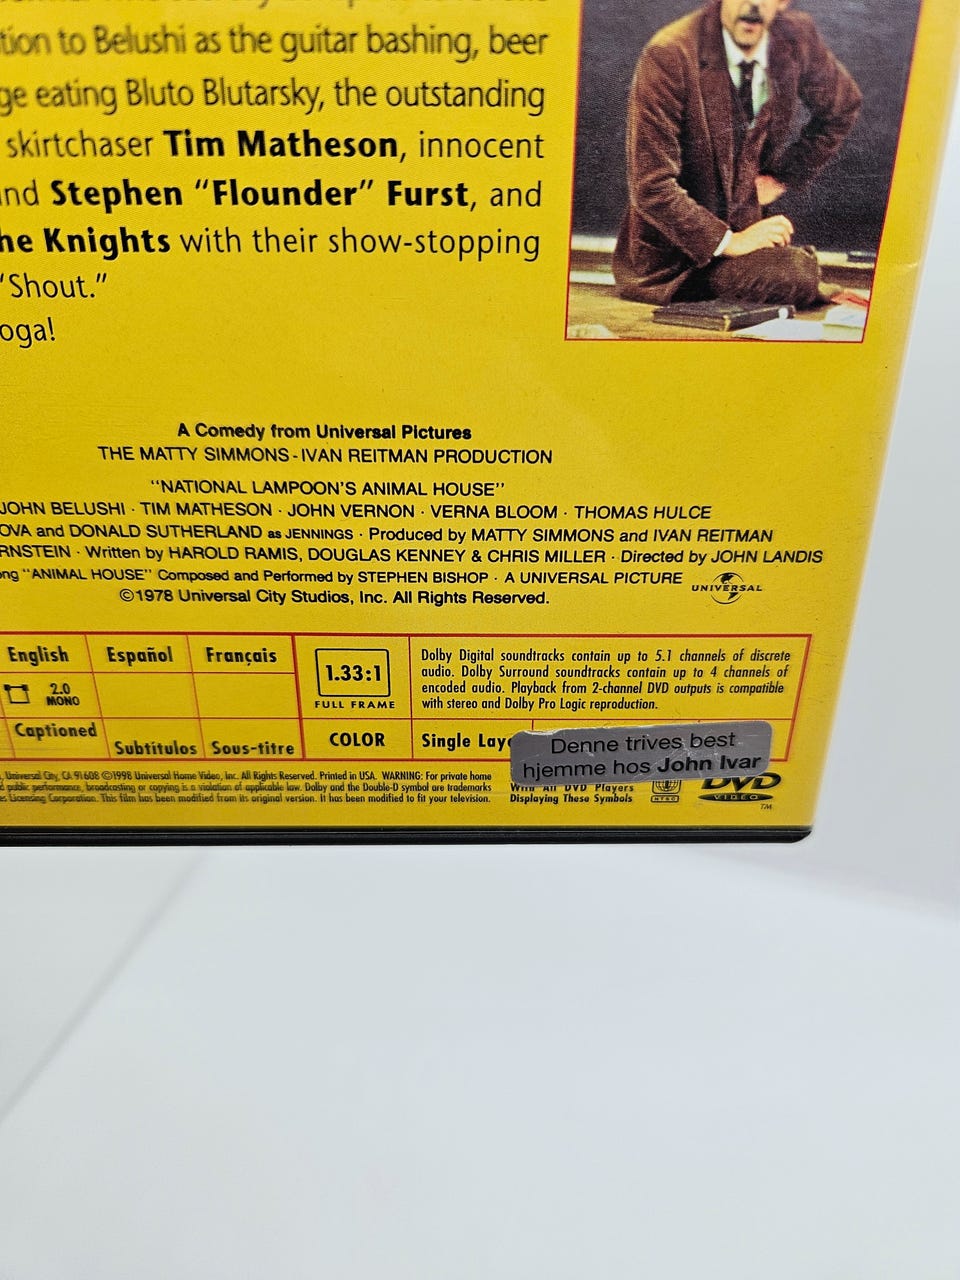 tion to Belushi as the guitar bashing, beer
ge eating Bluto Blutarsky, the outstanding
skirtchaser Tim Matheson, innocent
nd Stephen "Flounder" Furst, and
he Knights with their show-stopping
"Shout."
oga!
A Comedy from Universal Pictures
THE MATTY SIMMONS - IVAN REITMAN PRODUCTION
"NATIONAL LAMPOON'S ANIMAL HOUSE"
JOHN BELUSHI · TIM MATHESON · JOHN VERNON · VERNA BLOOM · THOMAS HULCE
OVA and DONALD SUTHERLAND as JENNINGS · Produced by MATTY SIMMONS and IVAN REITMAN
RNSTEIN · Written by HAROLD RAMIS, DOUGLAS KENNEY & CHRIS MILLER · Directed by JOHN LANDIS
ng "ANIMAL HOUSE" Composed and Performed by STEPHEN BISHOP · A UNIVERSAL PICTURE UNIVERSAL
©1978 Universal City Studios, Inc. All Rights Reserved.
English Español Français
2.0
MONO
Captioned
Subtítulos Sous-titre
1.33:1
FULL FRAME
COLOR
Dolby Digital soundtracks contain up to 5.1 channels of discrete
audio. Dolby Surround soundtracks contain up to 4 channels of
encoded audio. Playback from 2-channel DVD outputs is compatible
with stereo and Dolby Pro Logic reproduction.
Single Laye
Denne trives best
hjemme hos John Ivar
, Universal City, CA 91608 ©1998 Universal Home Video, Inc. All Rights Reserved. Printed in USA. WARNING: For private home
d public performance, broadcasting or copying is a violation of applicable law. Dolby and the Double-D symbol are trademarks
es Licensing Corporation. This film has been modified from its original version. It has been modified to fit your television.
With All DVD Players
Displaying These Symbols
NTSC
DVD
VIDEO
TM